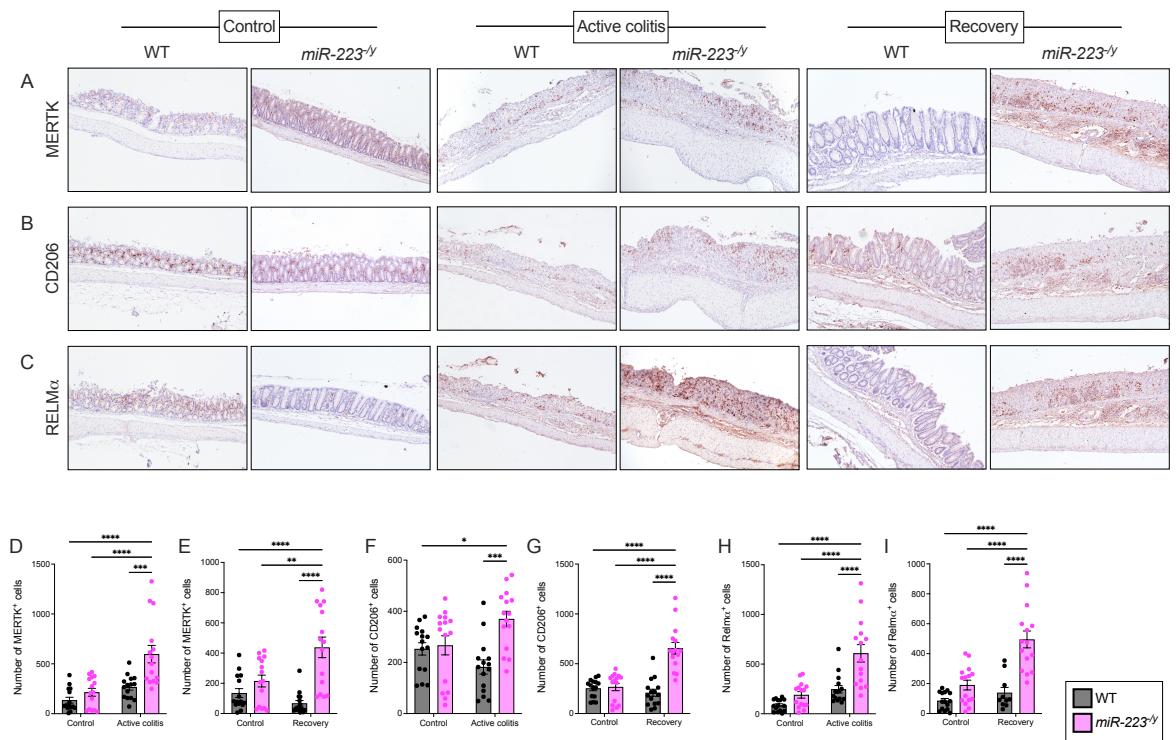 Control Active colitis Recovery
WT miR-223-/y WT miR-223-/y WT miR-223-/y
A
MERTK
B
CD206
C
RELMα
D
Number of MERTK+ cells
1500
1000
500
0
Control Active colitis
****
****
***
E
Number of MERTK+ cells
1000
800
600
400
200
0
Control Recovery
****
**
****
F
Number of CD206+ cells
600
400
200
0
Control Active colitis
*
***
G
Number of CD206+ cells
1500
1000
500
0
Control Recovery
****
****
****
H
Number of Relmα+ cells
1500
1000
500
0
Control Active colitis
****
****
****
I
Number of Relmα+ cells
1000
800
600
400
200
0
Control Recovery
****
****
****
WT
miR-223-/y